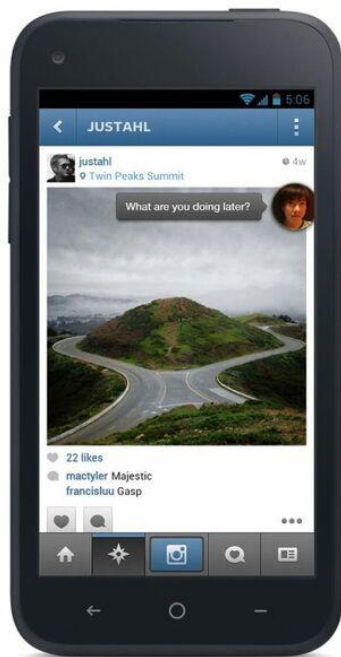 5:06
JUSTAHL
justahl
4w
Twin Peaks Summit
What are you doing later?
22 likes
mactyler Majestic
francisluu Gasp